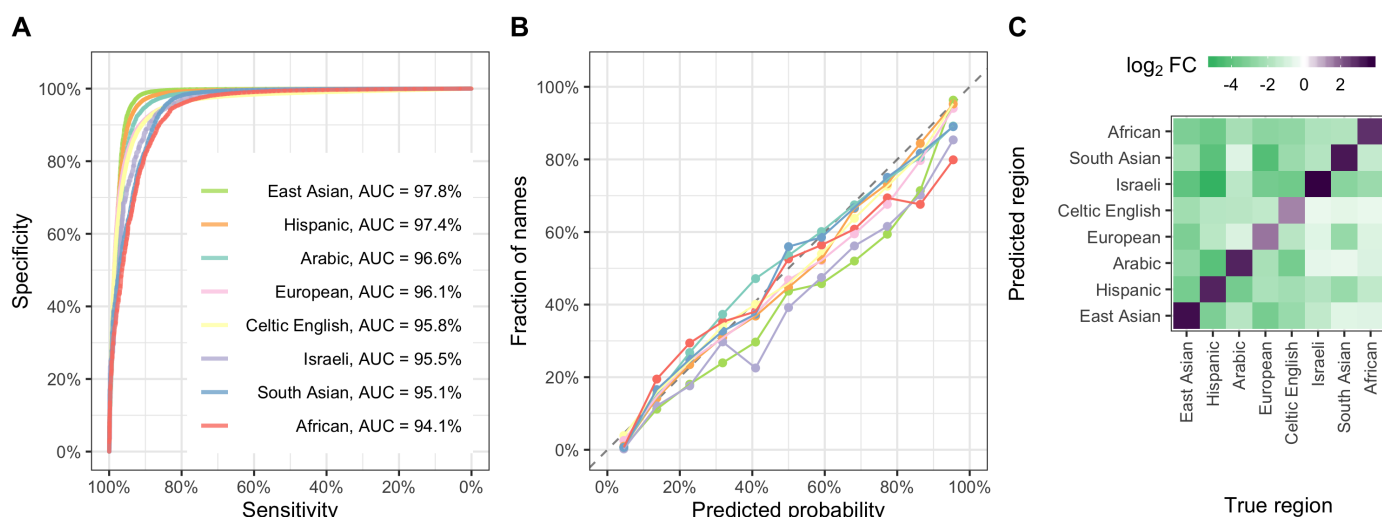 A
Specificity
100%
80%
60%
40%
20%
0%
East Asian, AUC = 97.8%
Hispanic, AUC = 97.4%
Arabic, AUC = 96.6%
European, AUC = 96.1%
Celtic English, AUC = 95.8%
Israeli, AUC = 95.5%
South Asian, AUC = 95.1%
African, AUC = 94.1%
100% 80% 60% 40% 20% 0%
Sensitivity
B
Fraction of names
100%
80%
60%
40%
20%
0%
0% 20% 40% 60% 80% 100%
Predicted probability
C
log2 FC
-4 -2 0 2
Predicted region
African
South Asian
Israeli
Celtic English
European
Arabic
Hispanic
East Asian
East Asian
Hispanic
Arabic
European
Celtic English
Israeli
South Asian
African
True region